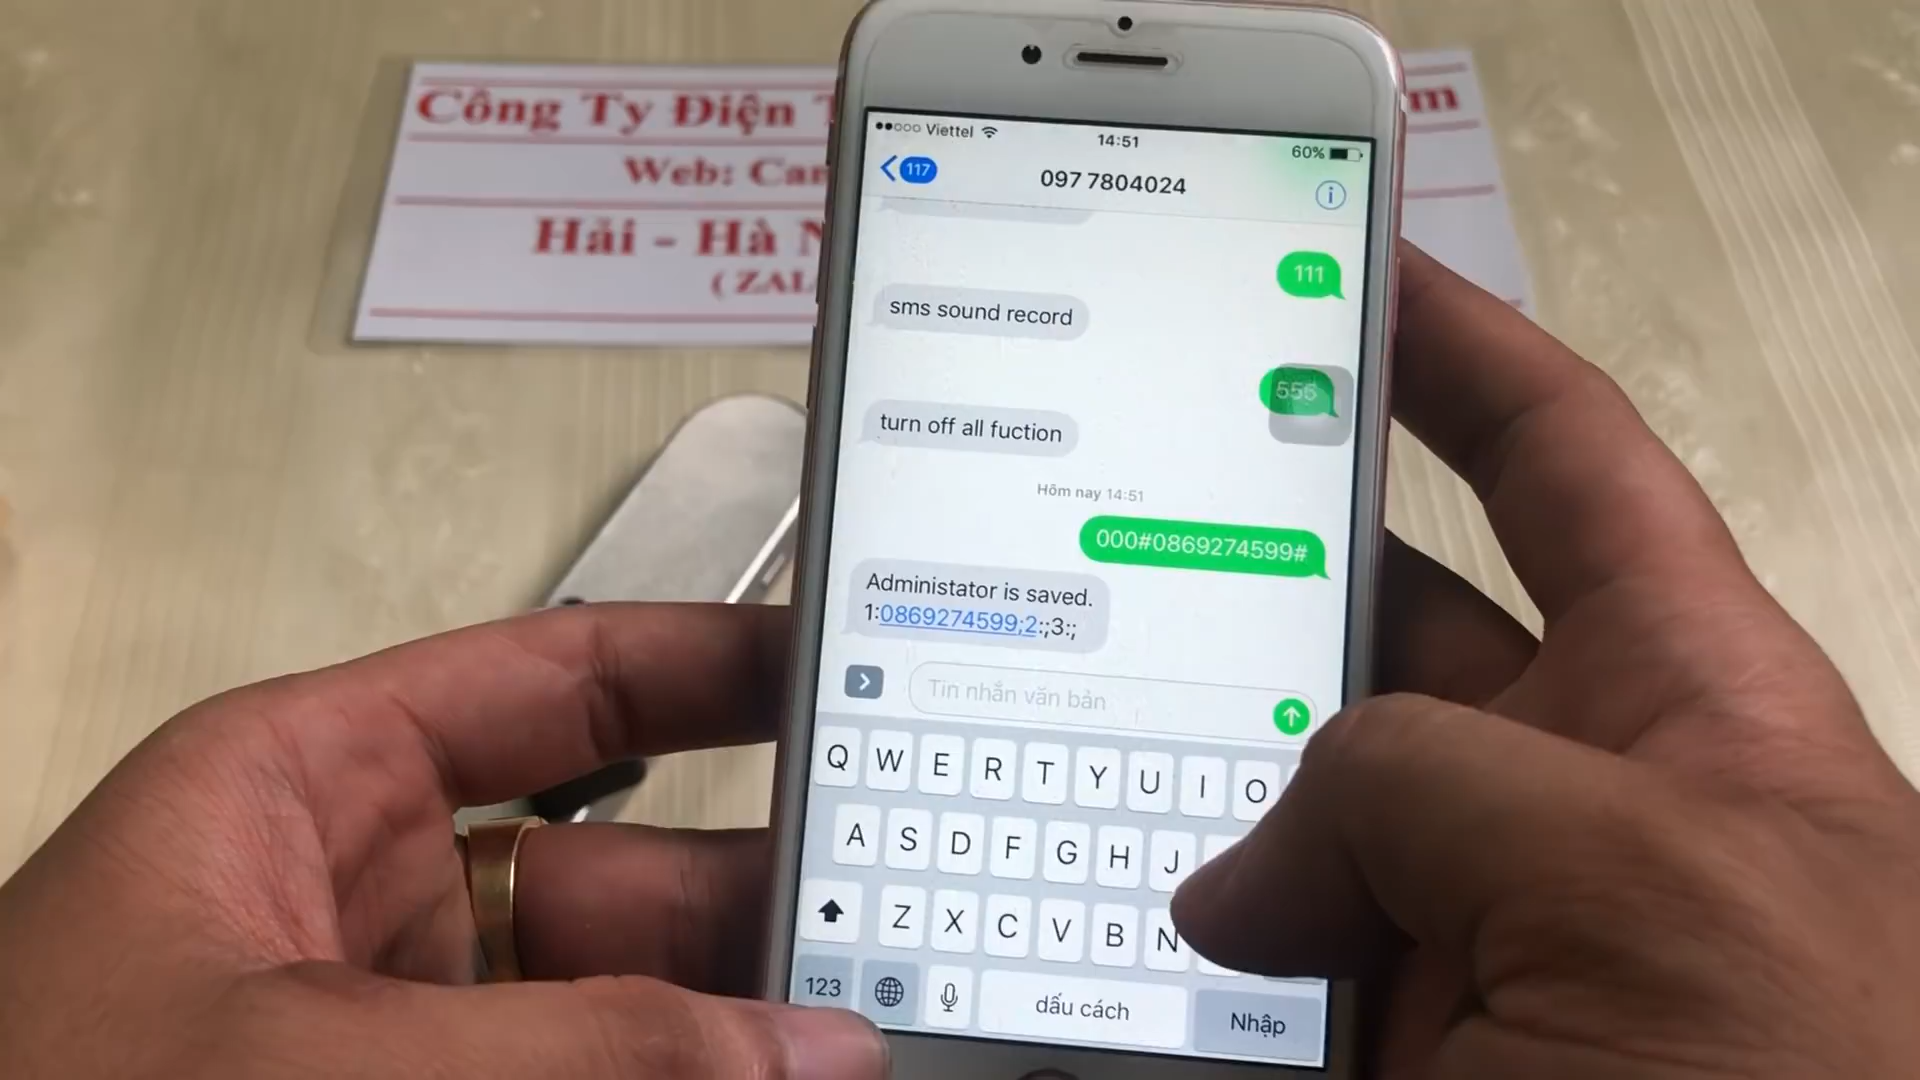 Công Ty Điện
Web:
Hải - Hà
Viettel
14:51
60%
117
097 7804024
111
sms sound record
555
turn off all fuction
Hôm nay 14:51
000#0869274599#
Administator is saved.
1:0869274599;2:;3:;
Tin nhắn văn bản
Q W E R T Y U I O
A S D F G H J
Z X C V B N
123
dấu cách
Nhập